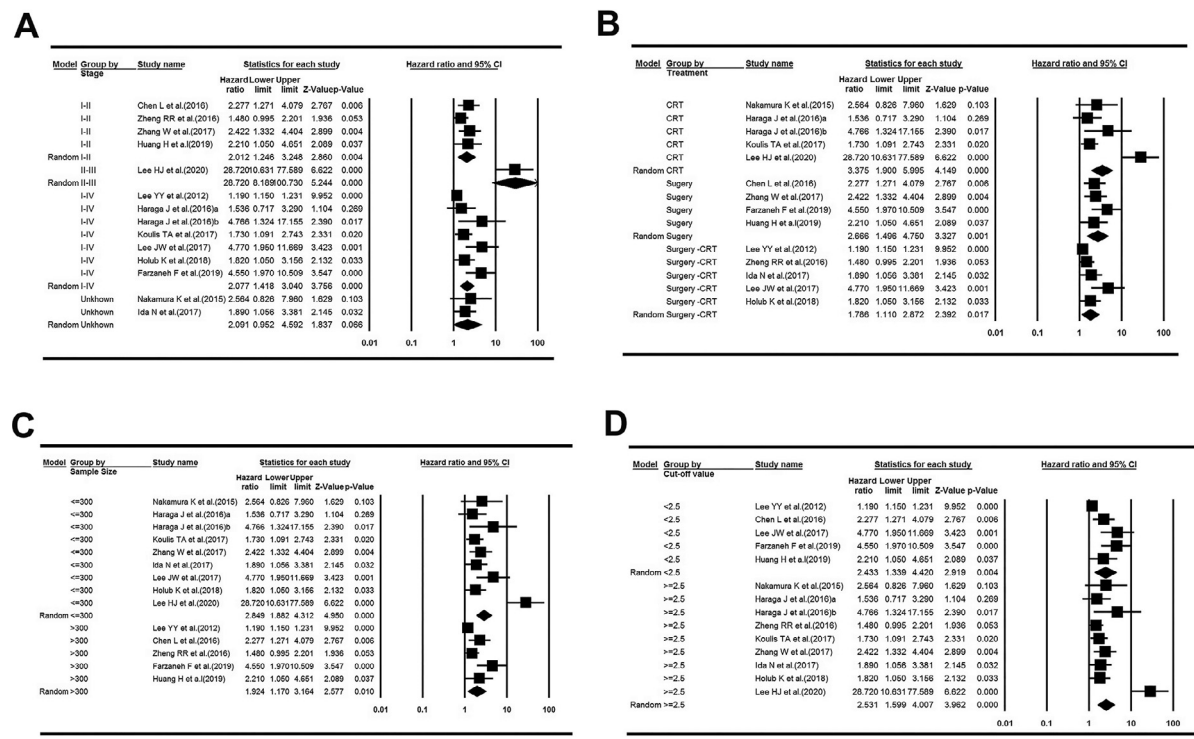 A
Model Group by Study name Statistics for each study Hazard ratio and 95% CI
Stage
Hazard Lower Upper
ratio limit limit Z-Value p-Value
I-II Chen L et al.(2016) 2.277 1.271 4.079 2.767 0.006
I-II Zheng RR et al.(2016) 1.480 0.995 2.201 1.936 0.053
I-II Zhang W et al.(2017) 2.422 1.332 4.404 2.899 0.004
I-II Huang H et.al(2019) 2.210 1.050 4.651 2.089 0.037
Random I-II 2.012 1.246 3.248 2.860 0.004
II-III Lee HJ et al.(2020) 28.720 10.631 77.589 6.622 0.000
Random II-III 28.720 8.189 100.730 5.244 0.000
I-IV Lee YY et al.(2012) 1.190 1.150 1.231 9.952 0.000
I-IV Haraga J et al.(2016)a 1.536 0.717 3.290 1.104 0.269
I-IV Haraga J et al.(2016)b 4.766 1.324 17.155 2.390 0.017
I-IV Koulis TA et al.(2017) 1.730 1.091 2.743 2.331 0.020
I-IV Lee JW et al.(2017) 4.770 1.950 11.669 3.423 0.001
I-IV Holub K et al.(2018) 1.820 1.050 3.156 2.132 0.033
I-IV Farzaneh F et al.(2019) 4.550 1.970 10.509 3.547 0.000
Random I-IV 2.077 1.418 3.040 3.756 0.000
Unkhown Nakamura K et al.(2015) 2.564 0.826 7.960 1.629 0.103
Unkhown Ida N et al.(2017) 1.890 1.056 3.381 2.145 0.032
Random Unkhown 2.091 0.952 4.592 1.837 0.066
0.01 0.1 1 10 100
B
Model Group by Study name Statistics for each study Hazard ratio and 95% CI
Treatment
Hazard Lower Upper
ratio limit limit Z-Value p-Value
CRT Nakamura K et al.(2015) 2.564 0.826 7.960 1.629 0.103
CRT Haraga J et al.(2016)a 1.536 0.717 3.290 1.104 0.269
CRT Haraga J et al.(2016)b 4.766 1.324 17.155 2.390 0.017
CRT Koulis TA et al.(2017) 1.730 1.091 2.743 2.331 0.020
CRT Lee HJ et al.(2020) 28.720 10.631 77.589 6.622 0.000
Random CRT 3.375 1.900 5.995 4.149 0.000
Sugery Chen L et al.(2016) 2.277 1.271 4.079 2.767 0.006
Sugery Zhang W et al.(2017) 2.422 1.332 4.404 2.899 0.004
Sugery Farzaneh F et al.(2019) 4.550 1.970 10.509 3.547 0.000
Sugery Huang H et.al(2019) 2.210 1.050 4.651 2.089 0.037
Random Sugery 2.666 1.496 4.750 3.327 0.001
Surgery -CRT Lee YY et al.(2012) 1.190 1.150 1.231 9.952 0.000
Surgery -CRT Zheng RR et al.(2016) 1.480 0.995 2.201 1.936 0.053
Surgery -CRT Ida N et al.(2017) 1.890 1.056 3.381 2.145 0.032
Surgery -CRT Lee JW et al.(2017) 4.770 1.950 11.669 3.423 0.001
Surgery -CRT Holub K et al.(2018) 1.820 1.050 3.156 2.132 0.033
Random Surgery -CRT 1.786 1.110 2.872 2.392 0.017
0.01 0.1 1 10 100
C
Model Group by Study name Statistics for each study Hazard ratio and 95% CI
Sample Size
Hazard Lower Upper
ratio limit limit Z-Value p-Value
<=300 Nakamura K et al.(2015) 2.564 0.826 7.960 1.629 0.103
<=300 Haraga J et al.(2016)a 1.536 0.717 3.290 1.104 0.269
<=300 Haraga J et al.(2016)b 4.766 1.324 17.155 2.390 0.017
<=300 Koulis TA et al.(2017) 1.730 1.091 2.743 2.331 0.020
<=300 Zhang W et al.(2017) 2.422 1.332 4.404 2.899 0.004
<=300 Ida N et al.(2017) 1.890 1.056 3.381 2.145 0.032
<=300 Lee JW et al.(2017) 4.770 1.950 11.669 3.423 0.001
<=300 Holub K et al.(2018) 1.820 1.050 3.156 2.132 0.033
<=300 Lee HJ et al.(2020) 28.720 10.631 77.589 6.622 0.000
Random <=300 2.849 1.882 4.312 4.950 0.000
>300 Lee YY et al.(2012) 1.190 1.150 1.231 9.952 0.000
>300 Chen L et al.(2016) 2.277 1.271 4.079 2.767 0.006
>300 Zheng RR et al.(2016) 1.480 0.995 2.201 1.936 0.053
>300 Farzaneh F et al.(2019) 4.550 1.970 10.509 3.547 0.000
>300 Huang H et.al(2019) 2.210 1.050 4.651 2.089 0.037
Random >300 1.924 1.170 3.164 2.577 0.010
0.01 0.1 1 10 100
D
Model Group by Study name Statistics for each study Hazard ratio and 95% CI
Cut-off value
Hazard Lower Upper
ratio limit limit Z-Value p-Value
<2.5 Lee YY et al.(2012) 1.190 1.150 1.231 9.952 0.000
<2.5 Chen L et al.(2016) 2.277 1.271 4.079 2.767 0.006
<2.5 Lee JW et al.(2017) 4.770 1.950 11.669 3.423 0.001
<2.5 Farzaneh F et al.(2019) 4.550 1.970 10.509 3.547 0.000
<2.5 Huang H et.al(2019) 2.210 1.050 4.651 2.089 0.037
Random <2.5 2.433 1.339 4.420 2.919 0.004
>=2.5 Nakamura K et al.(2015) 2.564 0.826 7.960 1.629 0.103
>=2.5 Haraga J et al.(2016)a 1.536 0.717 3.290 1.104 0.269
>=2.5 Haraga J et al.(2016)b 4.766 1.324 17.155 2.390 0.017
>=2.5 Zheng RR et al.(2016) 1.480 0.995 2.201 1.936 0.053
>=2.5 Koulis TA et al.(2017) 1.730 1.091 2.743 2.331 0.020
>=2.5 Zhang W et al.(2017) 2.422 1.332 4.404 2.899 0.004
>=2.5 Ida N et al.(2017) 1.890 1.056 3.381 2.145 0.032
>=2.5 Holub K et al.(2018) 1.820 1.050 3.156 2.132 0.033
>=2.5 Lee HJ et al.(2020) 28.720 10.631 77.589 6.622 0.000
Random >=2.5 2.531 1.599 4.007 3.962 0.000
0.01 0.1 1 10 100